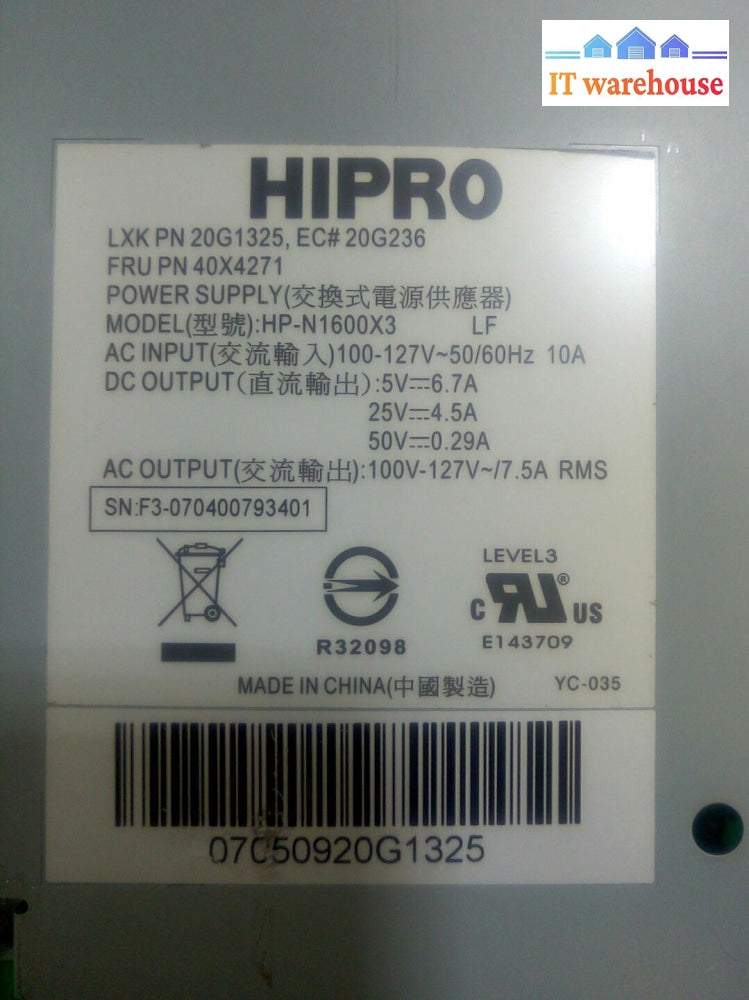 IT warehouse
HIPRO
LXK PN 20G1325, EC# 20G236
FRU PN 40X4271
POWER SUPPLY(交換式電源供應器)
MODEL(型號):HP-N1600X3 LF
AC INPUT(交流輸入)100-127V~50/60Hz 10A
DC OUTPUT(直流輸出):5V⎓6.7A
25V⎓4.5A
50V⎓0.29A
AC OUTPUT(交流輸出):100V-127V~/7.5A RMS
SN:F3-070400793401
R32098
LEVEL3
c RU® US
E143709
MADE IN CHINA(中國製造) YC-035
07050920G1325